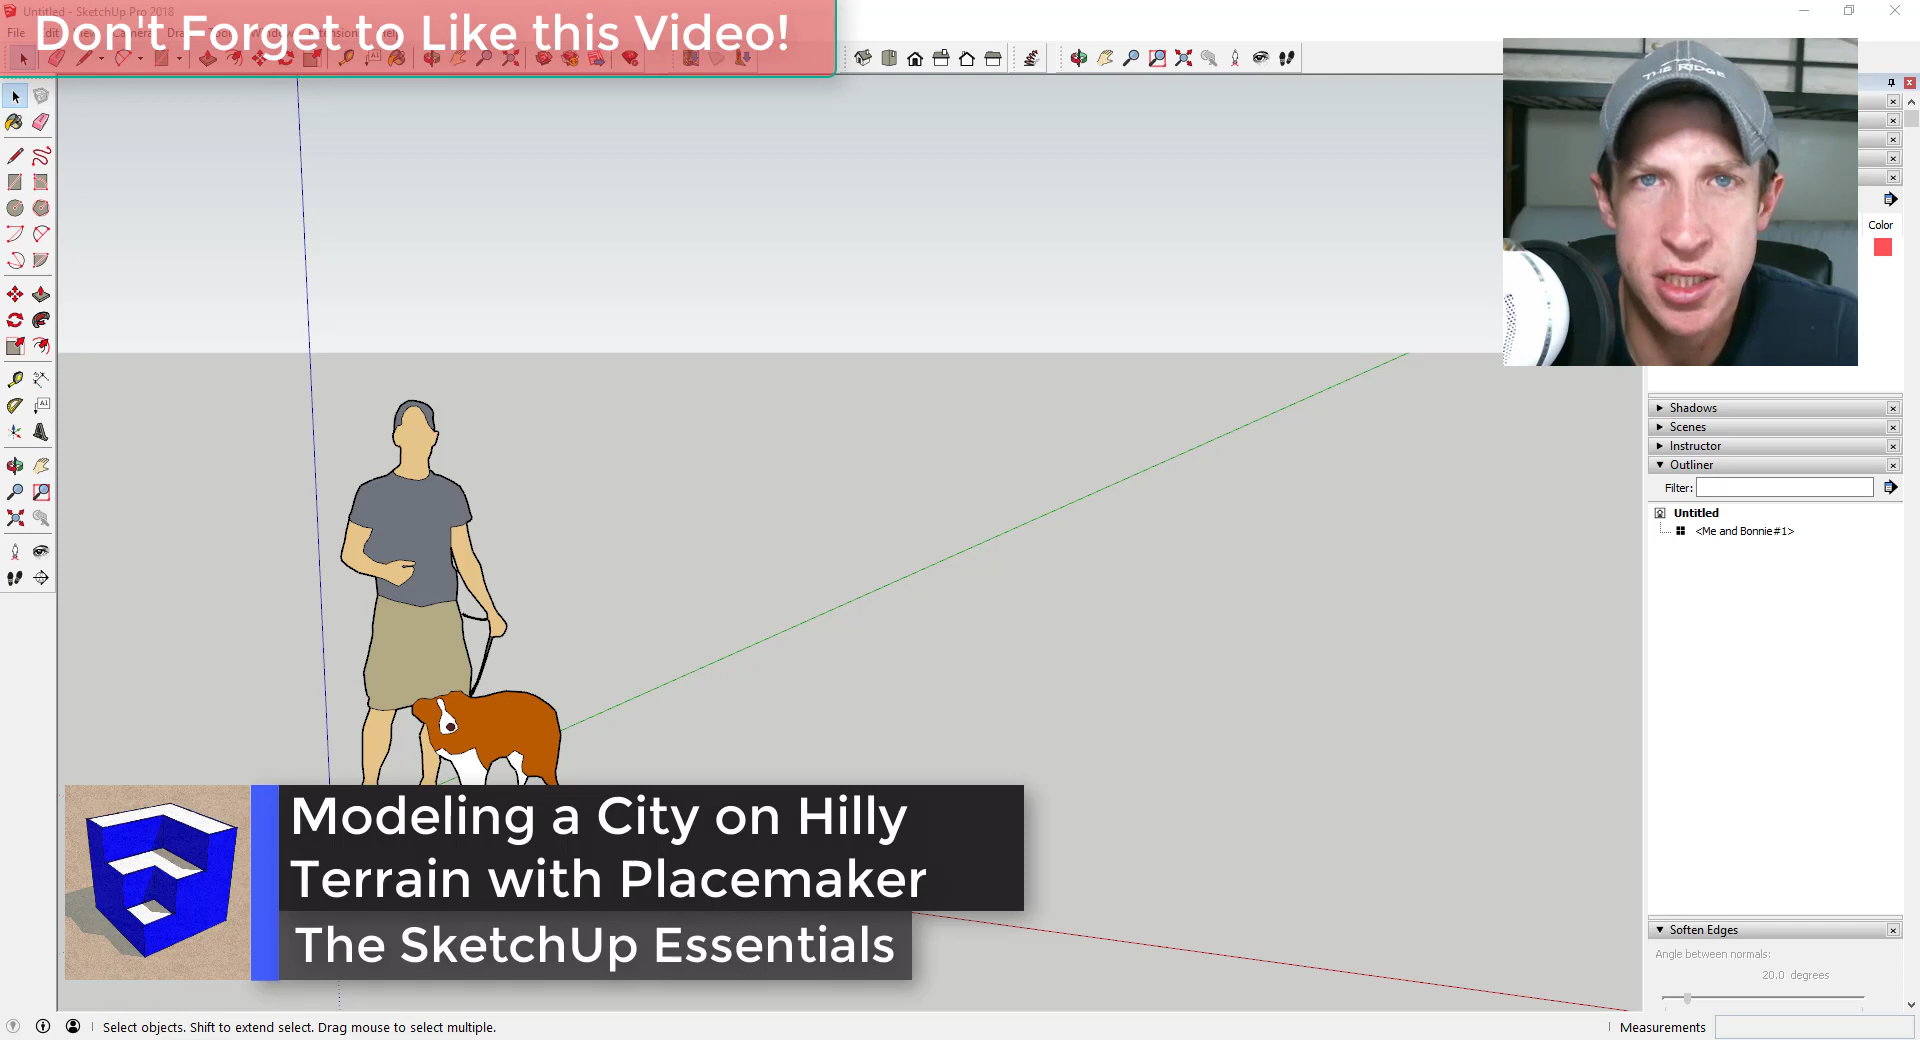 Untitled - SketchUp Pro 2018
Don't Forget to Like this Video!
File
THE RIDGE
Color
Shadows
Scenes
Instructor
Outliner
Filter:
Untitled
<Me and Bonnie#1>
Modeling a City on Hilly
Terrain with Placemaker
The SketchUp Essentials
Soften Edges
Angle between normals:
20.0 degrees
Select objects. Shift to extend select. Drag mouse to select multiple.
Measurements